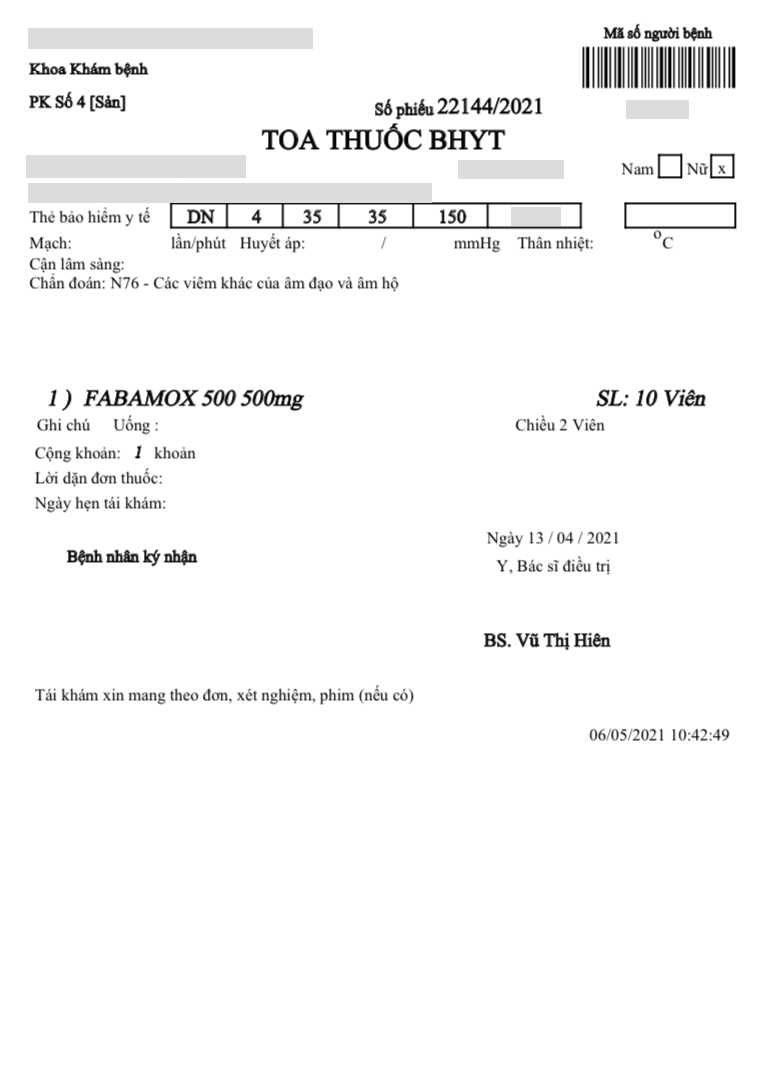 Mã số người bệnh
Khoa Khám bệnh
PK Số 4 [Sản]
Số phiếu 22144/2021
TOA THUỐC BHYT
Nam Nữ x
Thẻ bảo hiểm y tế DN 4 35 35 150
Mạch: lần/phút Huyết áp: / mmHg Thân nhiệt: °C
Cận lâm sàng:
Chẩn đoán: N76 - Các viêm khác của âm đạo và âm hộ
1 ) FABAMOX 500 500mg SL: 10 Viên
Ghi chú Uống : Chiều 2 Viên
Cộng khoản: 1 khoản
Lời dặn đơn thuốc:
Ngày hẹn tái khám:
Ngày 13 / 04 / 2021
Bệnh nhân ký nhận
Y, Bác sĩ điều trị
BS. Vũ Thị Hiên
Tái khám xin mang theo đơn, xét nghiệm, phim (nếu có)
06/05/2021 10:42:49